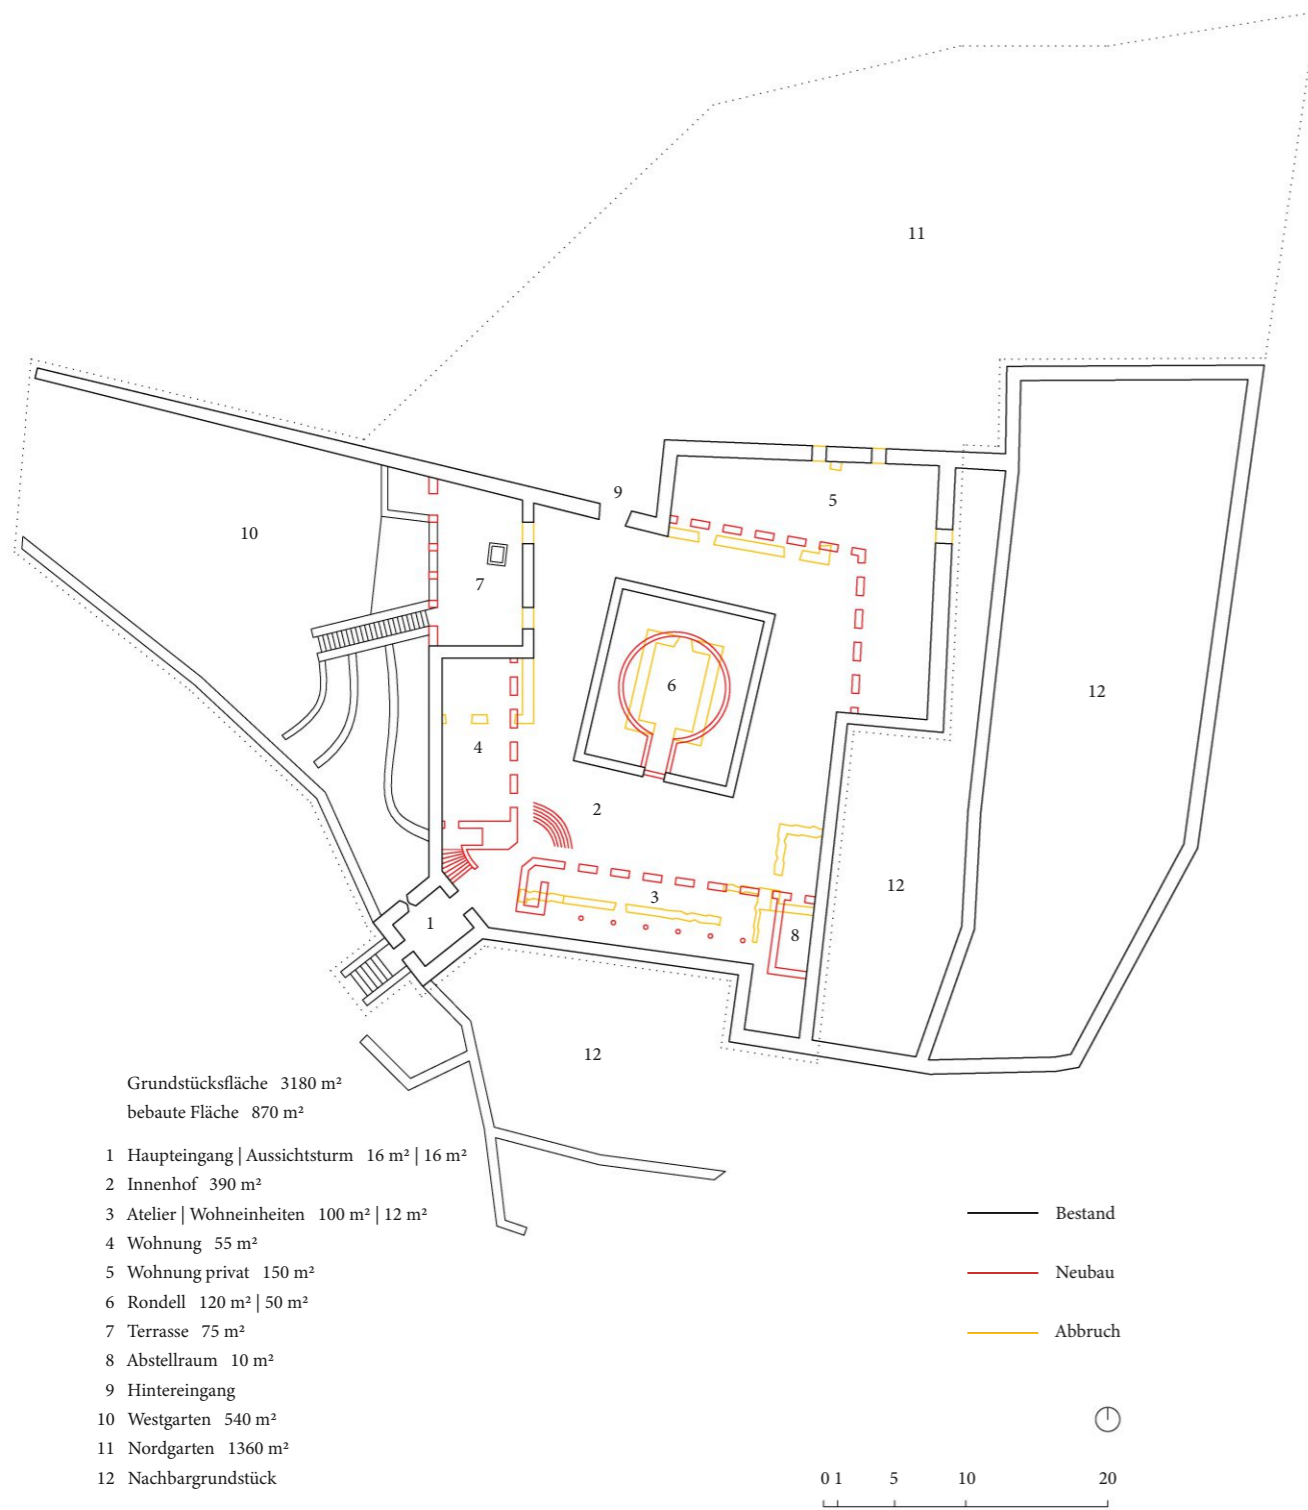 11
9
5
10
7
6
12
4
2
12
3
1
8
12
Grundstücksfläche 3180 m²
bebaute Fläche 870 m²
1 Haupteingang | Aussichtsturm 16 m² | 16 m²
2 Innenhof 390 m²
3 Atelier | Wohneinheiten 100 m² | 12 m²
4 Wohnung 55 m²
5 Wohnung privat 150 m²
6 Rondell 120 m² | 50 m²
7 Terrasse 75 m²
8 Abstellraum 10 m²
9 Hintereingang
10 Westgarten 540 m²
11 Nordgarten 1360 m²
12 Nachbargrundstück
Bestand
Neubau
Abbruch
0 1 5 10 20